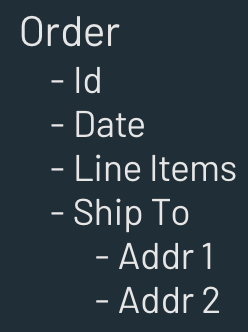 Order
- Id
- Date
- Line Items
- Ship To
- Addr 1
- Addr 2